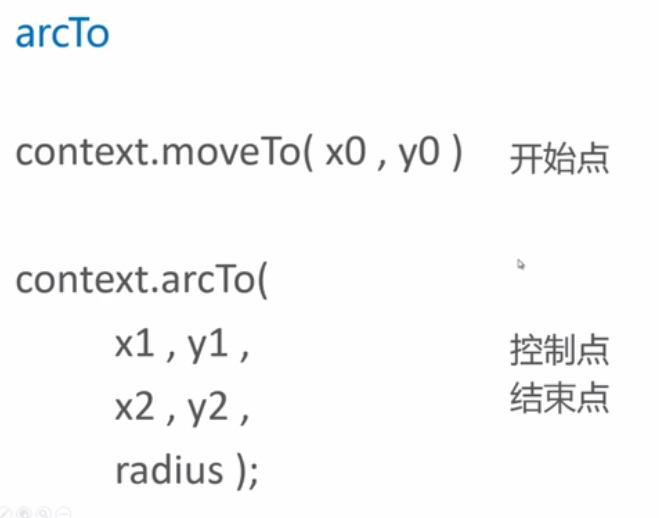 arcTo
context.moveTo( x0 , y0 ) 开始点
context.arcTo(
x1 , y1 , 控制点
x2 , y2 , 结束点
radius );